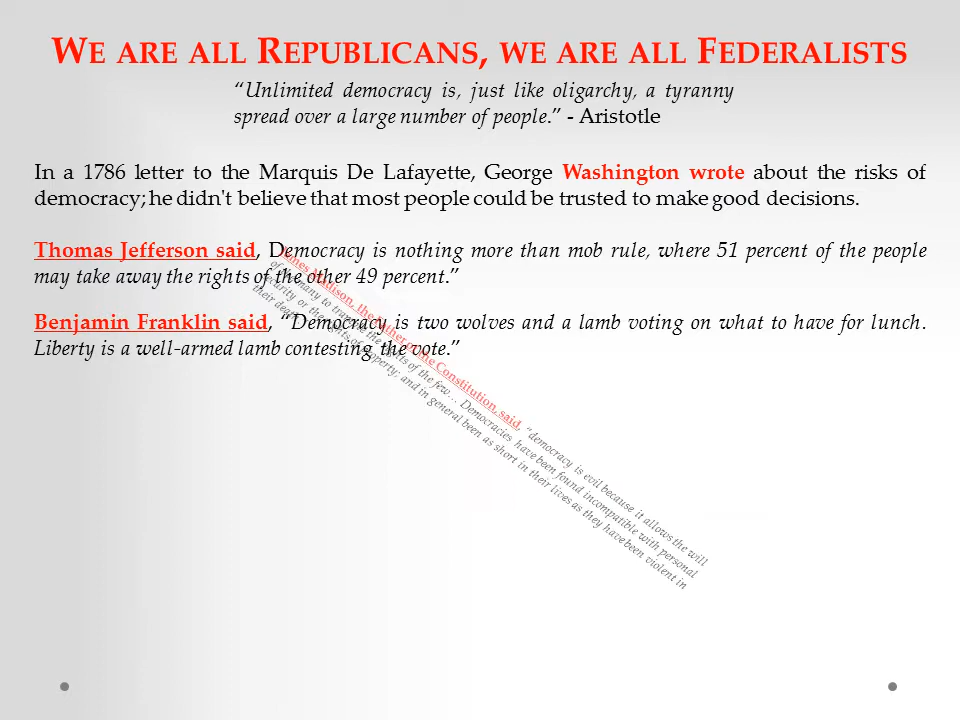 WE ARE ALL REPUBLICANS, WE ARE ALL FEDERALISTS
“Unlimited democracy is, just like oligarchy, a tyranny
spread over a large number of people.” - Aristotle
In a 1786 letter to the Marquis De Lafayette, George Washington wrote about the risks of
democracy; he didn't believe that most people could be trusted to make good decisions.
Thomas Jefferson said, Democracy is nothing more than mob rule, where 51 percent of the people
may take away the rights of the other 49 percent.”
Benjamin Franklin said, “Democracy is two wolves and a lamb voting on what to have for lunch.
Liberty is a well-armed lamb contesting the vote.”
James Madison, the Father of the Constitution, said, “democracy is evil because it allows the will
of the many to trample the rights of the few… Democracies have been found incompatible with personal
security or the rights of property; and in general been as short in their lives as they have been violent in
their deaths